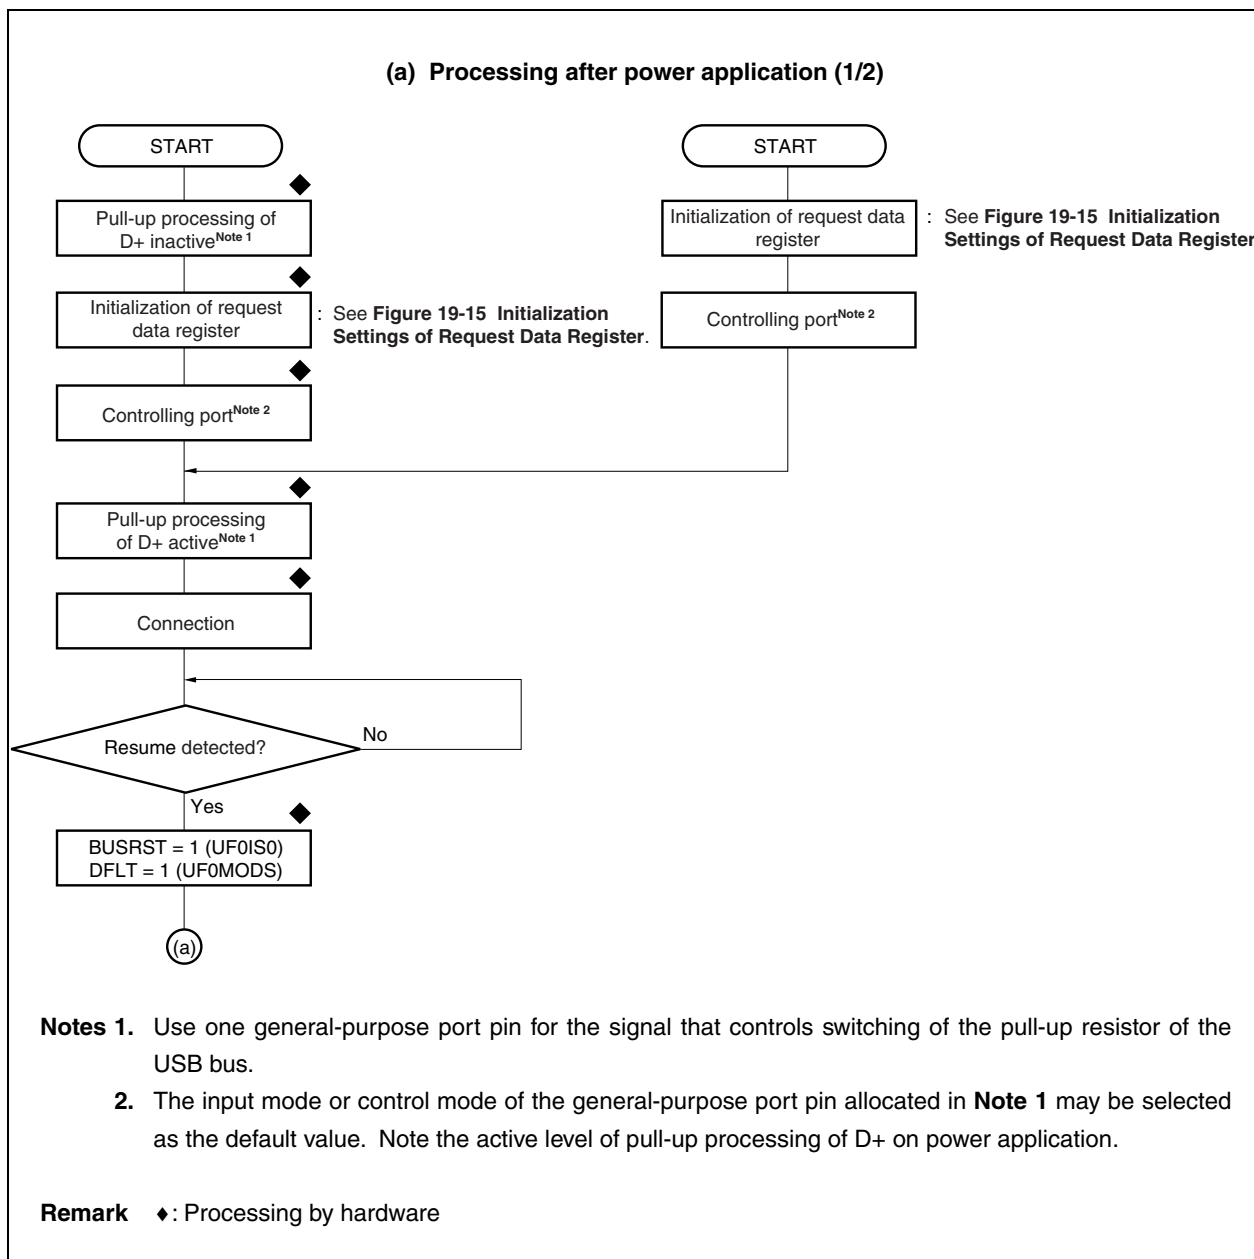 (a) Processing after power application (1/2)
START
Pull-up processing of
D+ inactiveNote 1
Initialization of request
data register
: See Figure 19-15 Initialization
Settings of Request Data Register.
Controlling portNote 2
START
Initialization of request data
register
: See Figure 19-15 Initialization
Settings of Request Data Register
Controlling portNote 2
Pull-up processing
of D+ activeNote 1
Connection
Resume detected?
No
Yes
BUSRST = 1 (UF0IS0)
DFLT = 1 (UF0MODS)
(a)
Notes 1. Use one general-purpose port pin for the signal that controls switching of the pull-up resistor of the
USB bus.
2. The input mode or control mode of the general-purpose port pin allocated in Note 1 may be selected
as the default value. Note the active level of pull-up processing of D+ on power application.
Remark ♦: Processing by hardware